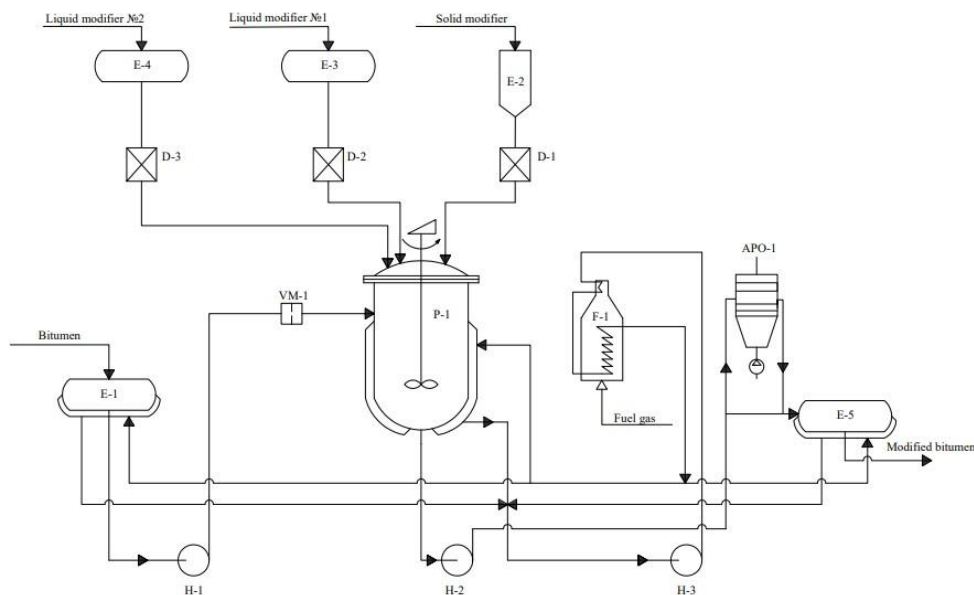 Liquid modifier №2
Liquid modifier №1
Solid modifier
E-4
E-3
E-2
D-3
D-2
D-1
APO-1
VM-1
P-1
F-1
Bitumen
E-1
Fuel gas
E-5
Modified bitumen
H-1
H-2
H-3